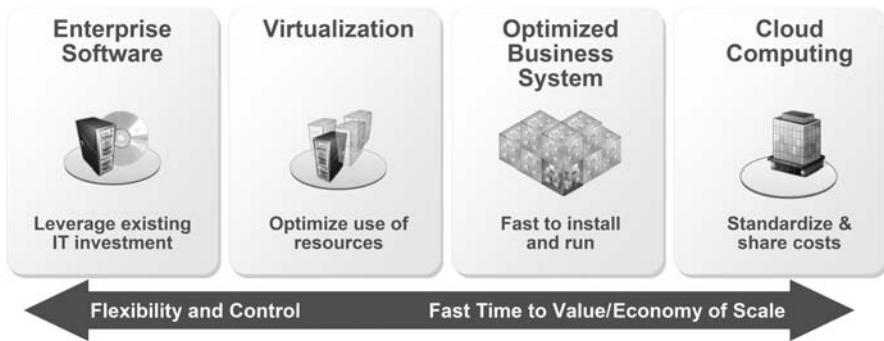 Enterprise
Software
Leverage existing
IT investment
Virtualization
Optimize use of
resources
Optimized
Business
System
Fast to install
and run
Cloud
Computing
Standardize &
share costs
Flexibility and Control
Fast Time to Value/Economy of Scale